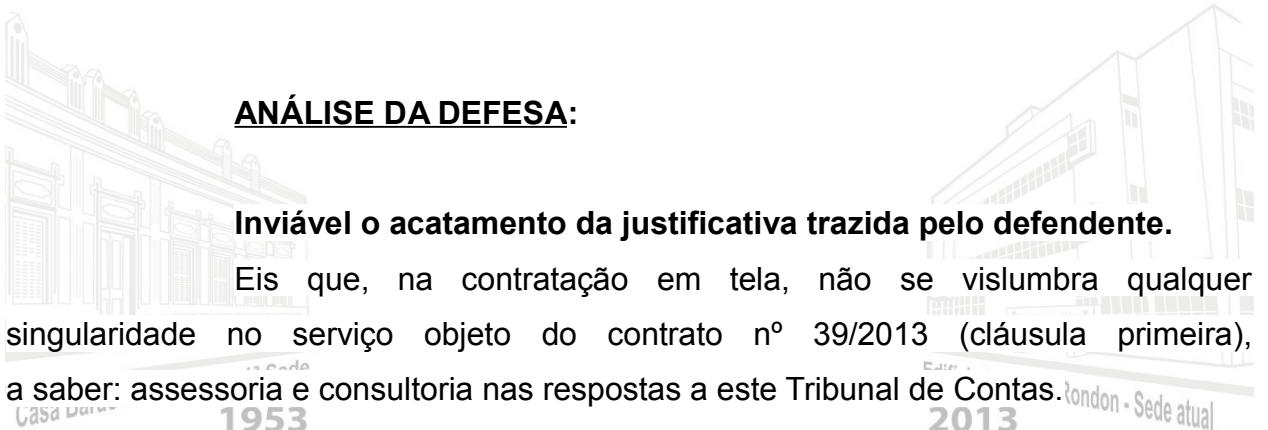 ANÁLISE DA DEFESA:
Inviável o acatamento da justificativa trazida pelo defendente.
Eis que, na contratação em tela, não se vislumbra qualquer
singularidade no serviço objeto do contrato nº 39/2013 (cláusula primeira),
a saber: assessoria e consultoria nas respostas a este Tribunal de Contas.
Rondon - Sede atual
Casa
1953
2013